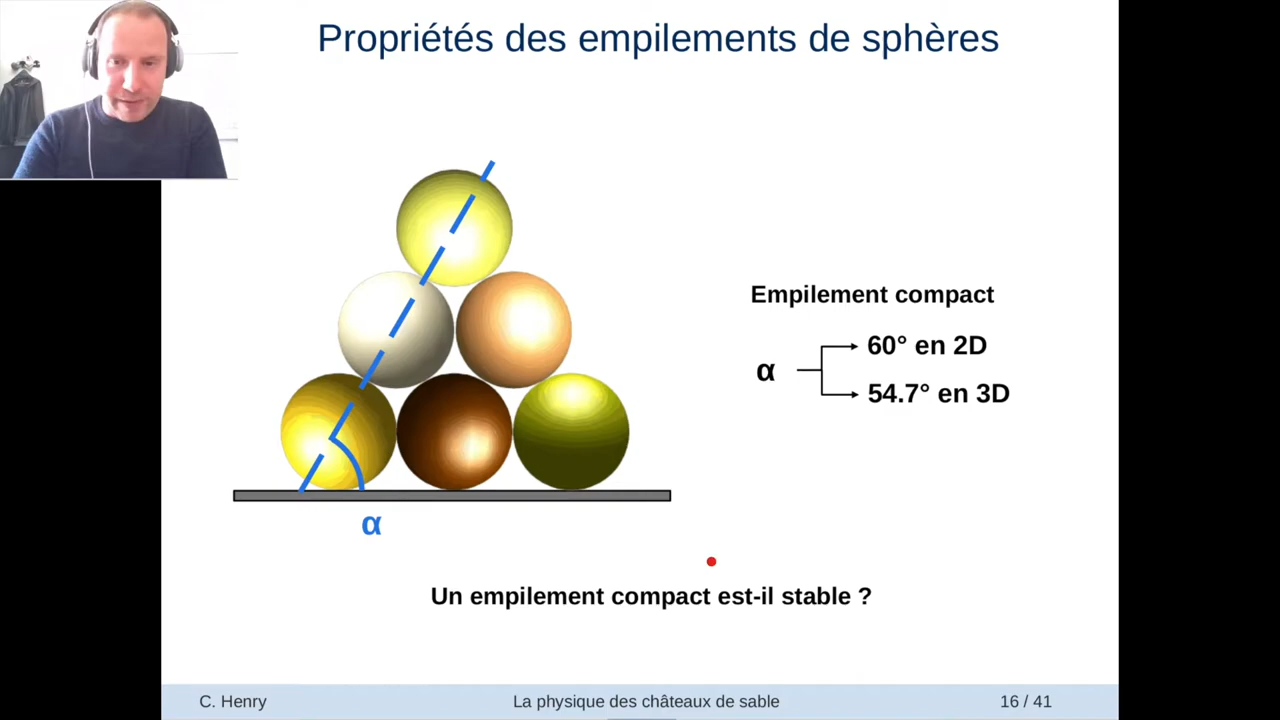 Propriétés des empilements de sphères
Empilement compact
α
60° en 2D
54.7° en 3D
α
Un empilement compact est-il stable ?
C. Henry
La physique des châteaux de sable
16 / 41